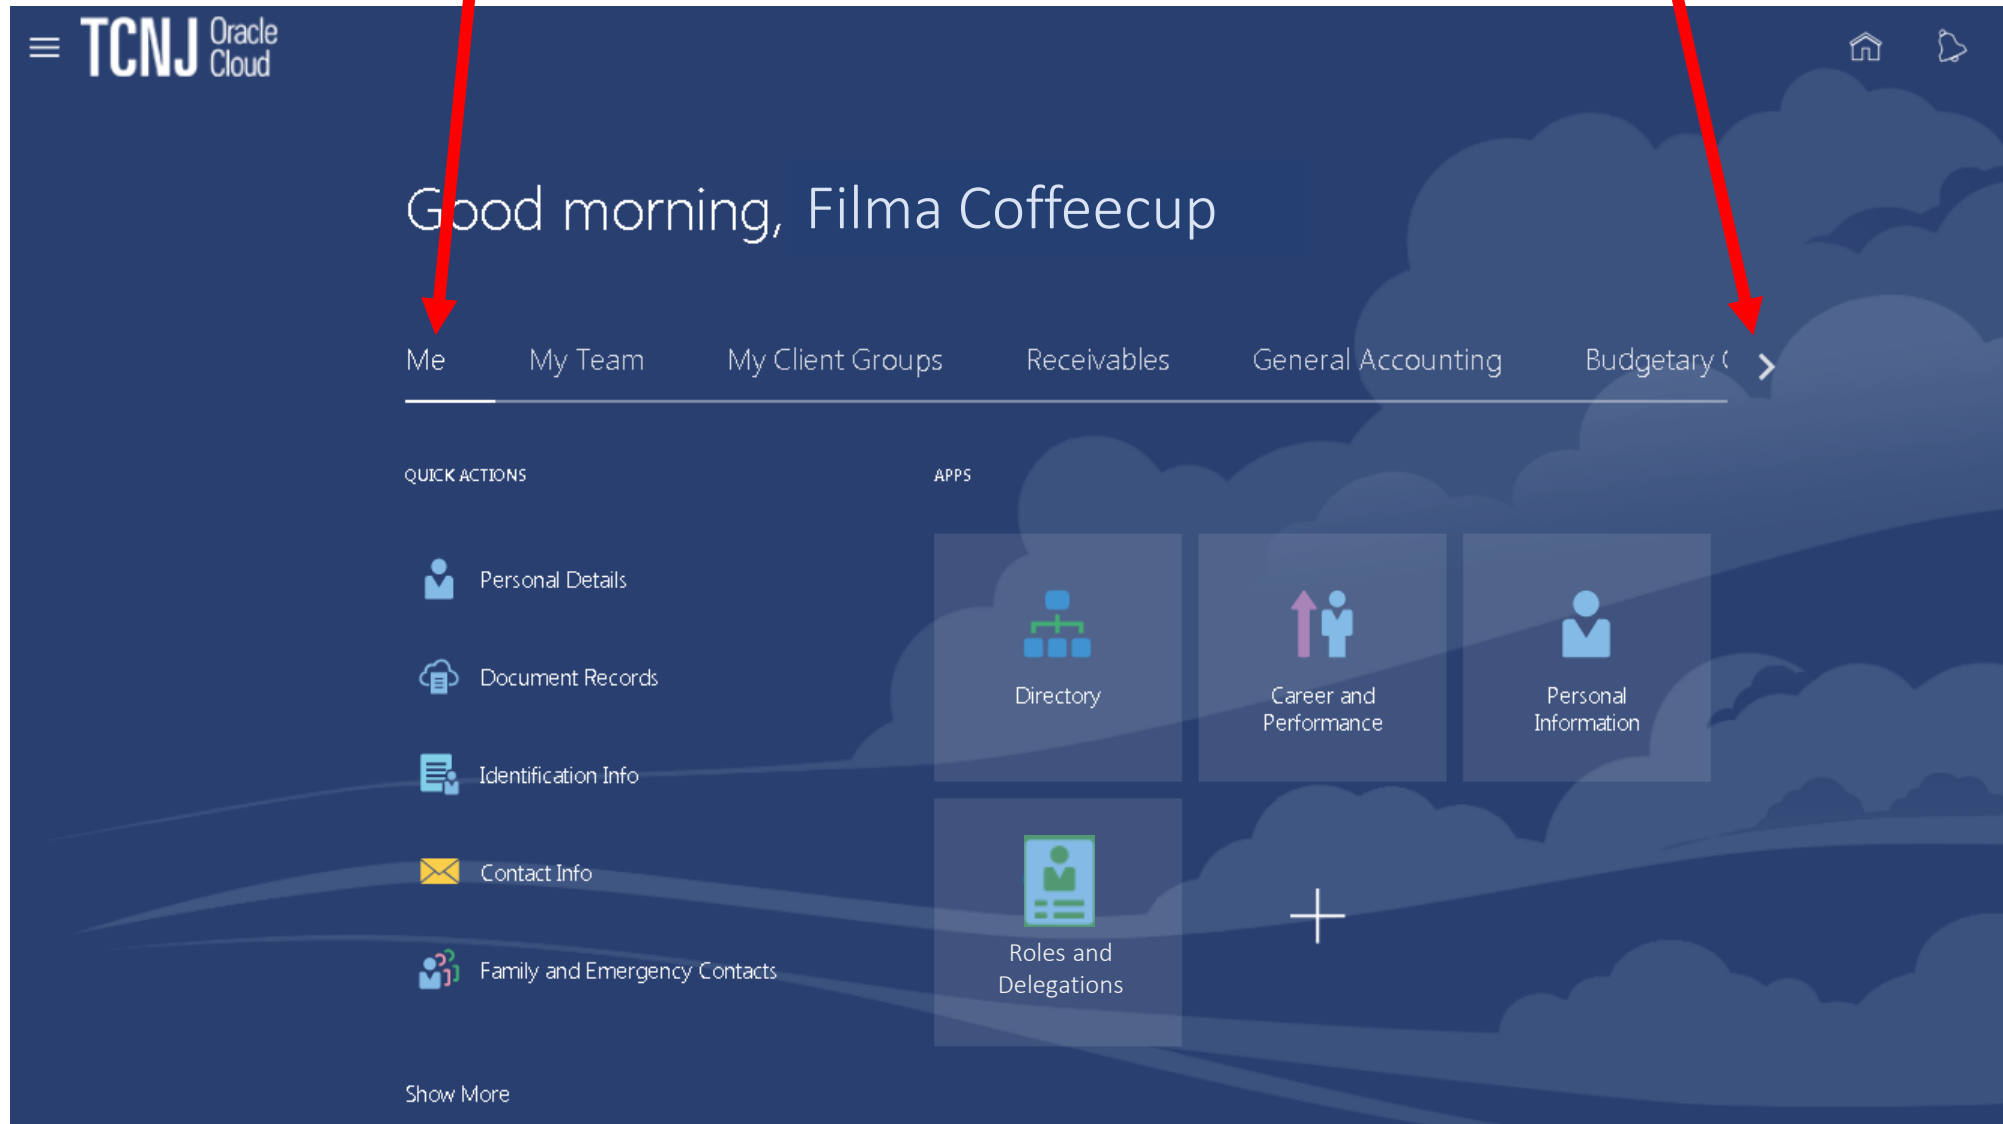 TCNJ Oracle Cloud
Good morning, Filma Coffeecup
Me My Team My Client Groups Receivables General Accounting Budgetary
QUICK ACTIONS
APPS
Personal Details
Document Records
Identification Info
Contact Info
Family and Emergency Contacts
Show More
Directory
Career and
Performance
Personal
Information
Roles and
Delegations